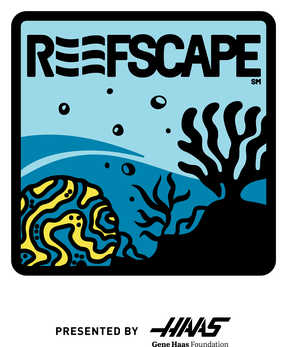 REEFSCAPE
SM
PRESENTED BY HAAS
Gene Haas Foundation